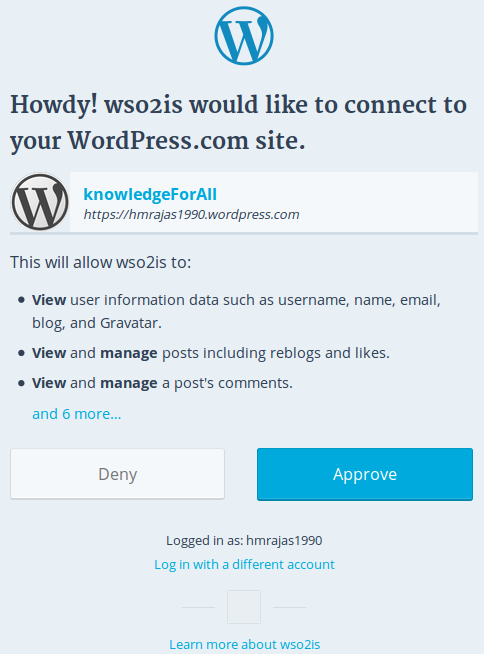 Howdy! wso2is would like to connect to
your WordPress.com site.
knowledgeForAll
https://hmrajas1990.wordpress.com
This will allow wso2is to:
• View user information data such as username, name, email,
blog, and Gravatar.
• View and manage posts including reblogs and likes.
• View and manage a post's comments.
and 6 more...
Deny
Approve
Logged in as: hmrajas1990
Log in with a different account
Learn more about wso2is